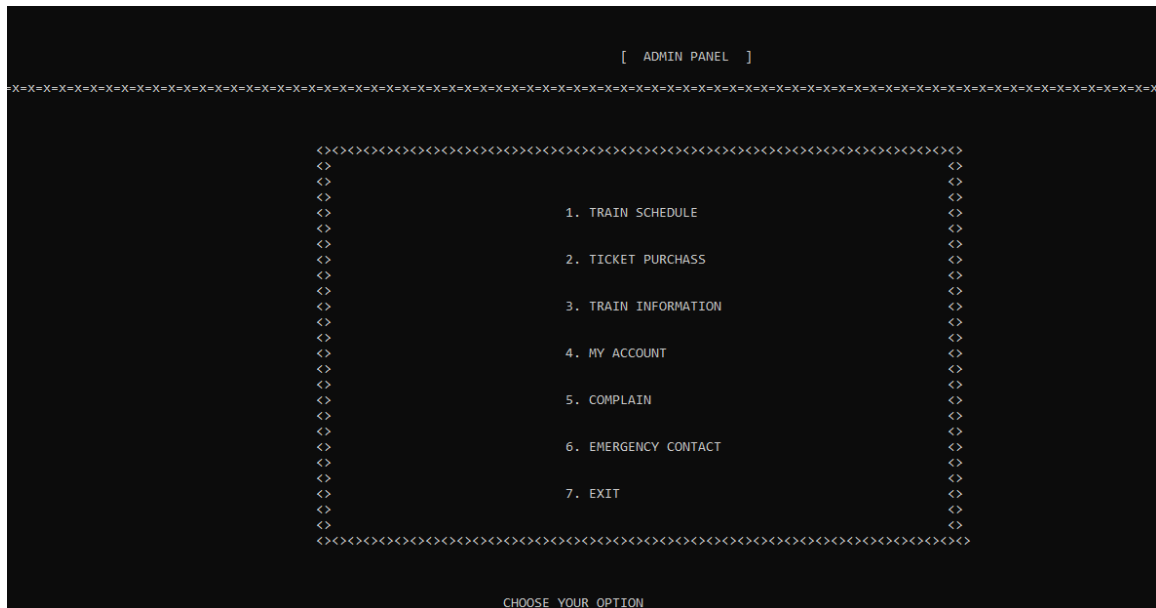 [ ADMIN PANEL ]
1. TRAIN SCHEDULE
2. TICKET PURCHASS
3. TRAIN INFORMATION
4. MY ACCOUNT
5. COMPLAIN
6. EMERGENCY CONTACT
7. EXIT
CHOOSE YOUR OPTION